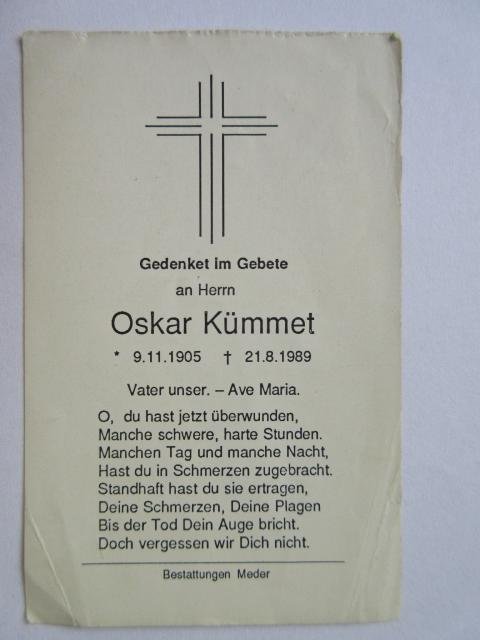 Gedenket im Gebete
an Herrn
Oskar Kümmet
* 9.11.1905 † 21.8.1989
Vater unser. – Ave Maria.
O, du hast jetzt überwunden,
Manche schwere, harte Stunden.
Manchen Tag und manche Nacht,
Hast du in Schmerzen zugebracht.
Standhaft hast du sie ertragen,
Deine Schmerzen, Deine Plagen
Bis der Tod Dein Auge bricht.
Doch vergessen wir Dich nicht.
Bestattungen Meder